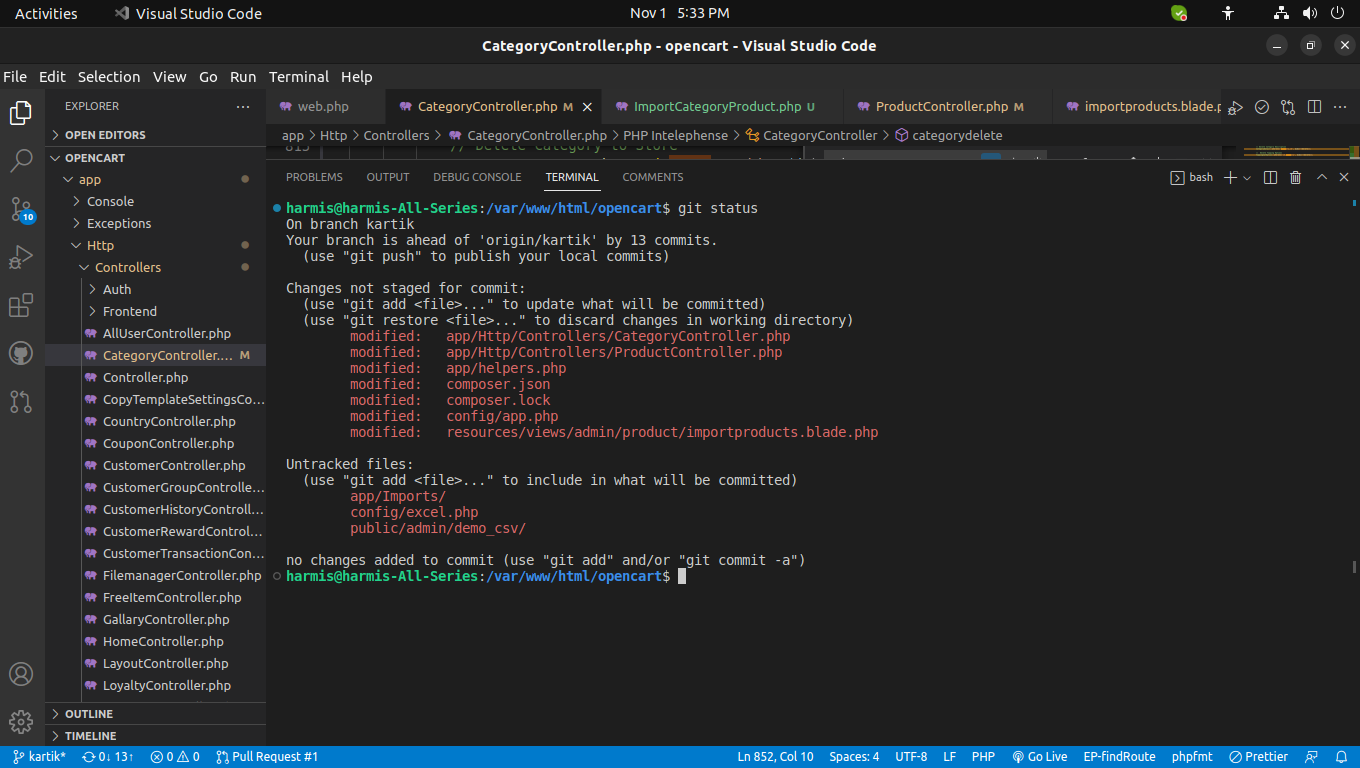 Activities
Visual Studio Code
Nov 1 5:33 PM
CategoryController.php - opencart - Visual Studio Code
File Edit Selection View Go Run Terminal Help
EXPLORER
OPEN EDITORS
OPENCART
app
Console
Exceptions
Http
Controllers
Auth
Frontend
AllUserController.php
CategoryController.... M
Controller.php
CopyTemplateSettingsCo...
CountryController.php
CouponController.php
CustomerController.php
CustomerGroupControlle...
CustomerHistoryControll...
CustomerRewardControl...
CustomerTransactionCon...
FilemanagerController.php
FreeItemController.php
GallaryController.php
HomeController.php
LayoutController.php
LoyaltyController.php
OUTLINE
TIMELINE
10
web.php
CategoryController.php M
ImportCategoryProduct.php U
ProductController.php M
importproducts.blade.p
app > Http > Controllers > CategoryController.php > PHP Intelephense > CategoryController > categorydelete
813 // Delete Category to Store
PROBLEMS OUTPUT DEBUG CONSOLE TERMINAL COMMENTS
bash
harmis@harmis-All-Series:/var/www/html/opencart$ git status
On branch kartik
Your branch is ahead of 'origin/kartik' by 13 commits.
(use "git push" to publish your local commits)
Changes not staged for commit:
(use "git add <file>..." to update what will be committed)
(use "git restore <file>..." to discard changes in working directory)
modified: app/Http/Controllers/CategoryController.php
modified: app/Http/Controllers/ProductController.php
modified: app/helpers.php
modified: composer.json
modified: composer.lock
modified: config/app.php
modified: resources/views/admin/product/importproducts.blade.php
Untracked files:
(use "git add <file>..." to include in what will be committed)
app/Imports/
config/excel.php
public/admin/demo_csv/
no changes added to commit (use "git add" and/or "git commit -a")
harmis@harmis-All-Series:/var/www/html/opencart$
kartik* 0↓ 13↑ 0 0 Pull Request #1
Ln 852, Col 10 Spaces: 4 UTF-8 LF PHP Go Live EP-findRoute phpfmt Prettier